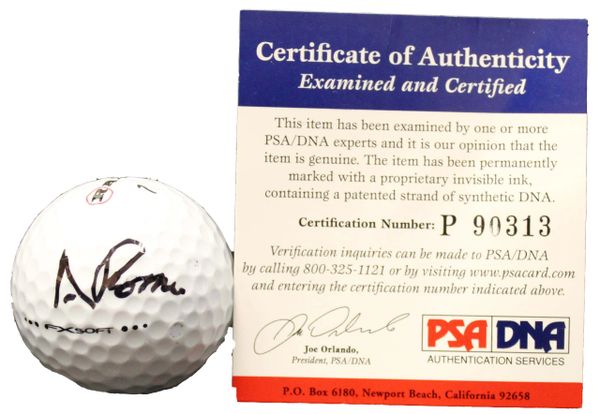 FX SOFT
Certificate of Authenticity
Examined and Certified
This item has been examined by one or more
PSA/DNA experts and it is our opinion that the
item is genuine. The item has been permanently
marked with a proprietary invisible ink,
containing a patented strand of synthetic DNA.
Certification Number: P 90313
Verification inquiries can be made to PSA/DNA
by calling 800-325-1121 or by visiting www.psacard.com
and entering the certification number indicated above.
Joe Orlando,
President, PSA/DNA
PSA DNA
AUTHENTICATION SERVICES
P.O. Box 6180, Newport Beach, California 92658